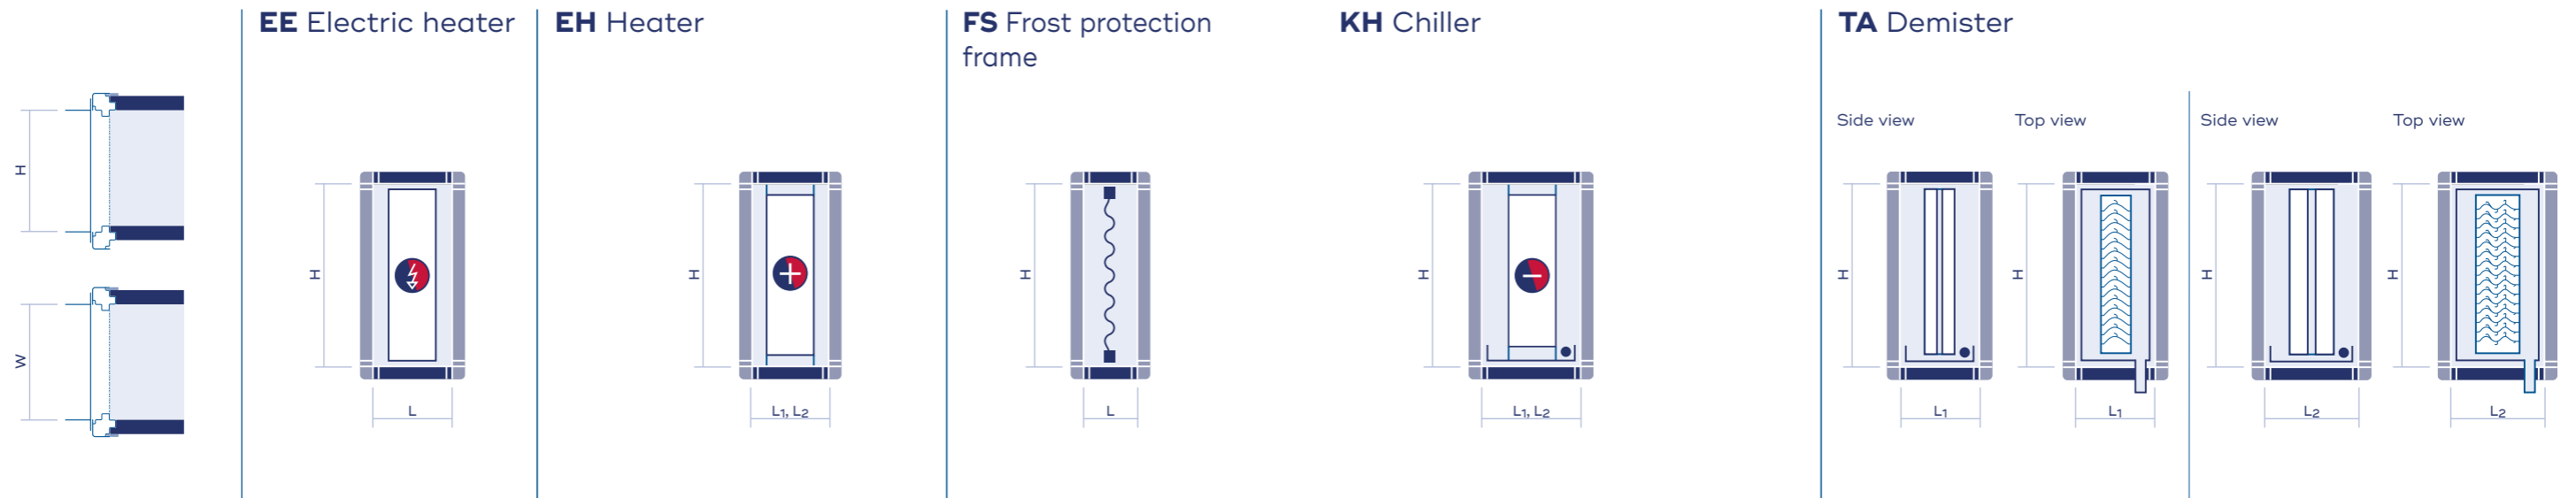 EE Electric heater
EH Heater
FS Frost protection
frame
KH Chiller
TA Demister
Side view
Top view
Side view
Top view
H
W
H
L
H
L1, L2
H
L
H
L1, L2
H
L1
H
L1
H
L2
H
L2